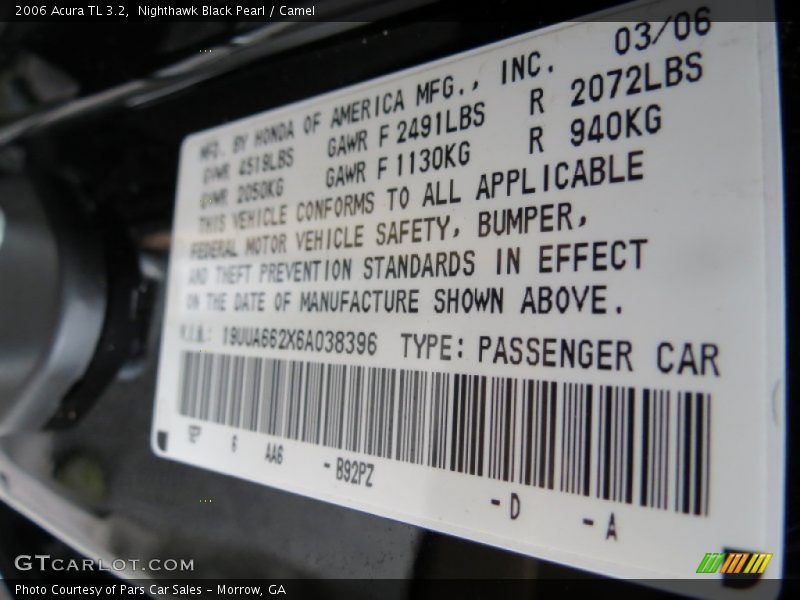 2006 Acura TL 3.2,  Nighthawk Black Pearl / Camel
03/06
MFG. BY HONDA OF AMERICA MFG., INC.
GVWR 4519LBS GAWR F 2491LBS R 2072LBS
GVWR 2050KG GAWR F 1130KG R 940KG
THIS VEHICLE CONFORMS TO ALL APPLICABLE
FEDERAL MOTOR VEHICLE SAFETY, BUMPER,
AND THEFT PREVENTION STANDARDS IN EFFECT
ON THE DATE OF MANUFACTURE SHOWN ABOVE.
V.I.N.: 19UUA662X6A038396 TYPE: PASSENGER CAR
6 AA6 -B92PZ -D -A
GTCARLOT.COM
Photo Courtesy of Pars Car Sales - Morrow, GA